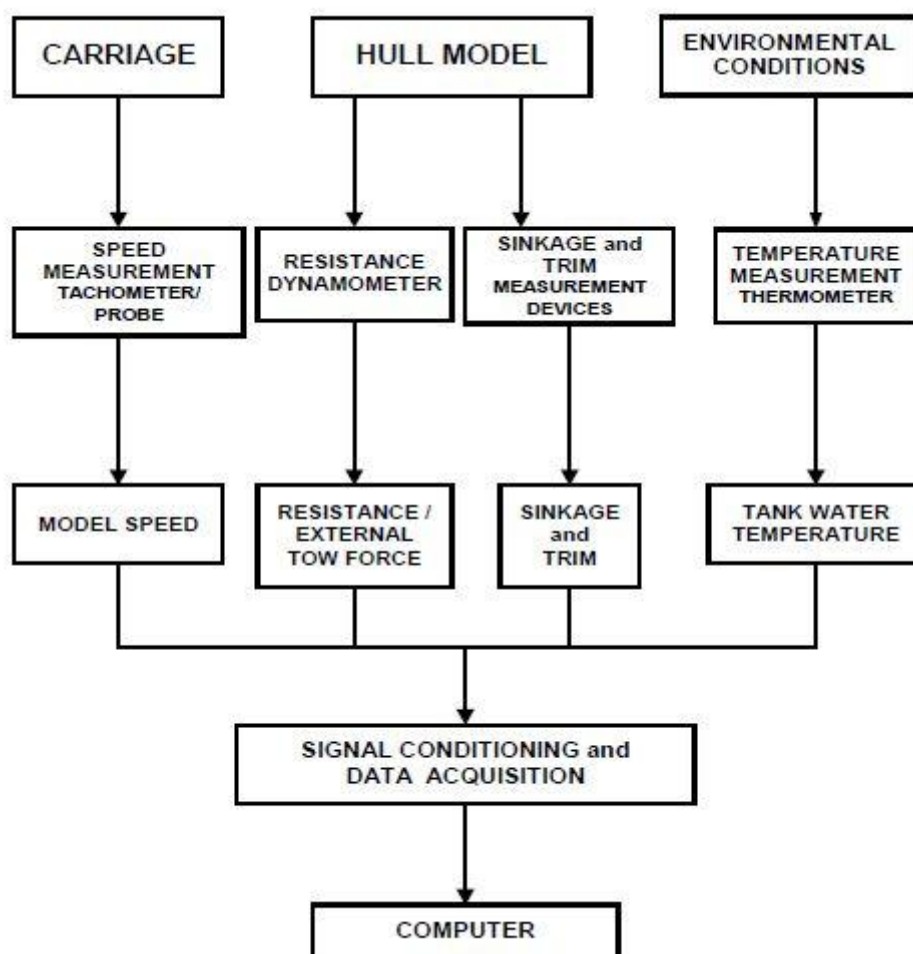 CARRIAGE
HULL MODEL
ENVIRONMENTAL
CONDITIONS
SPEED
MEASUREMENT
TACHOMETER/
PROBE
RESISTANCE
DYNAMOMETER
SINKAGE and
TRIM
MEASUREMENT
DEVICES
TEMPERATURE
MEASUREMENT
THERMOMETER
MODEL SPEED
RESISTANCE /
EXTERNAL
TOW FORCE
SINKAGE
and
TRIM
TANK WATER
TEMPERATURE
SIGNAL CONDITIONING and
DATA ACQUISITION
COMPUTER